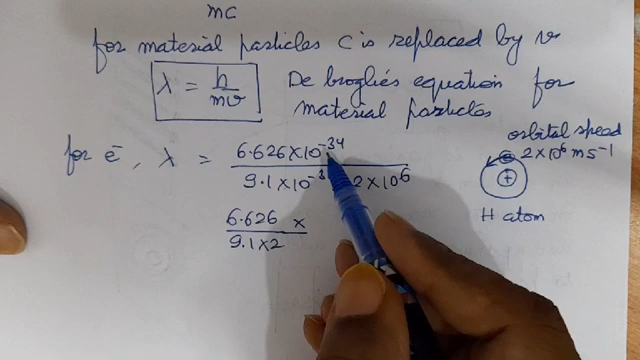 mc
for material particles c is replaced by v
λ = h/mv De broglie's equation for
material particles
orbital speed
2×10⁶ ms⁻¹
for e⁻, λ = 6.626×10⁻³⁴
9.1×10⁻³ 2×10⁶
+
6.626 ×
9.1×2
H atom